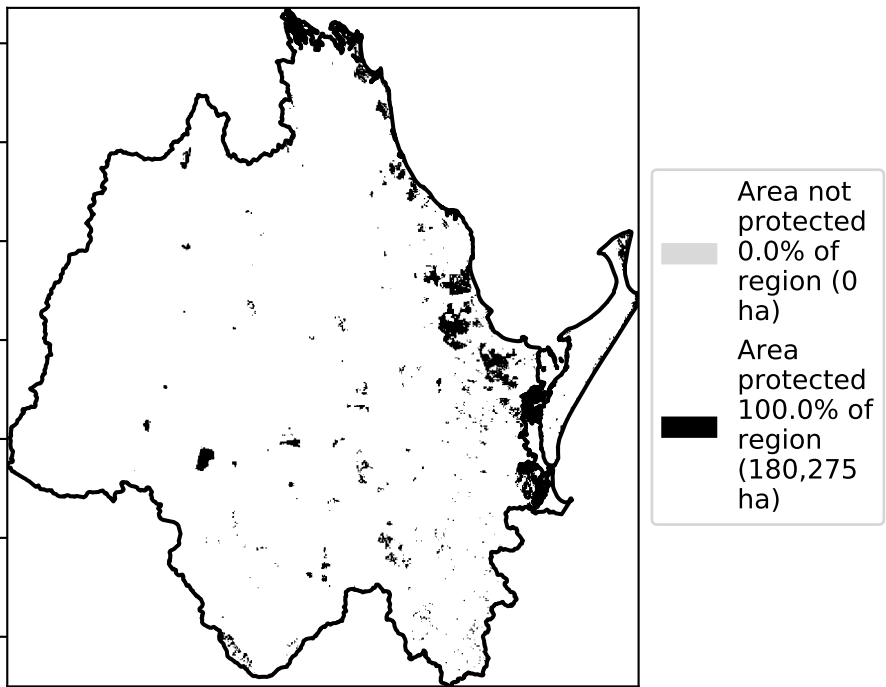 Area not
protected
0.0% of
region (0
ha)
Area
protected
100.0% of
region
(180,275
ha)